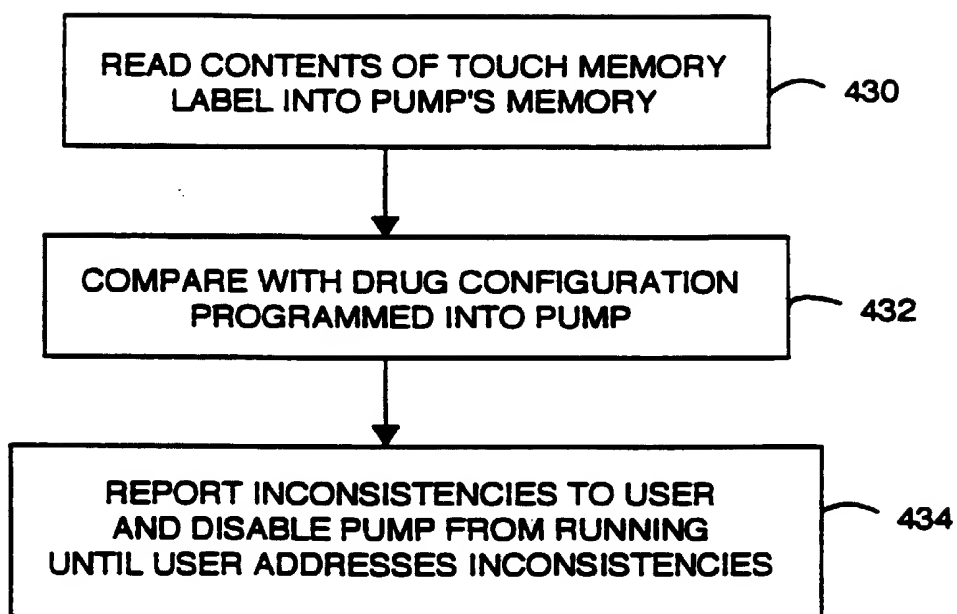 READ CONTENTS OF TOUCH MEMORY
LABEL INTO PUMP'S MEMORY
430
COMPARE WITH DRUG CONFIGURATION
PROGRAMMED INTO PUMP
432
REPORT INCONSISTENCIES TO USER
AND DISABLE PUMP FROM RUNNING
UNTIL USER ADDRESSES INCONSISTENCIES
434